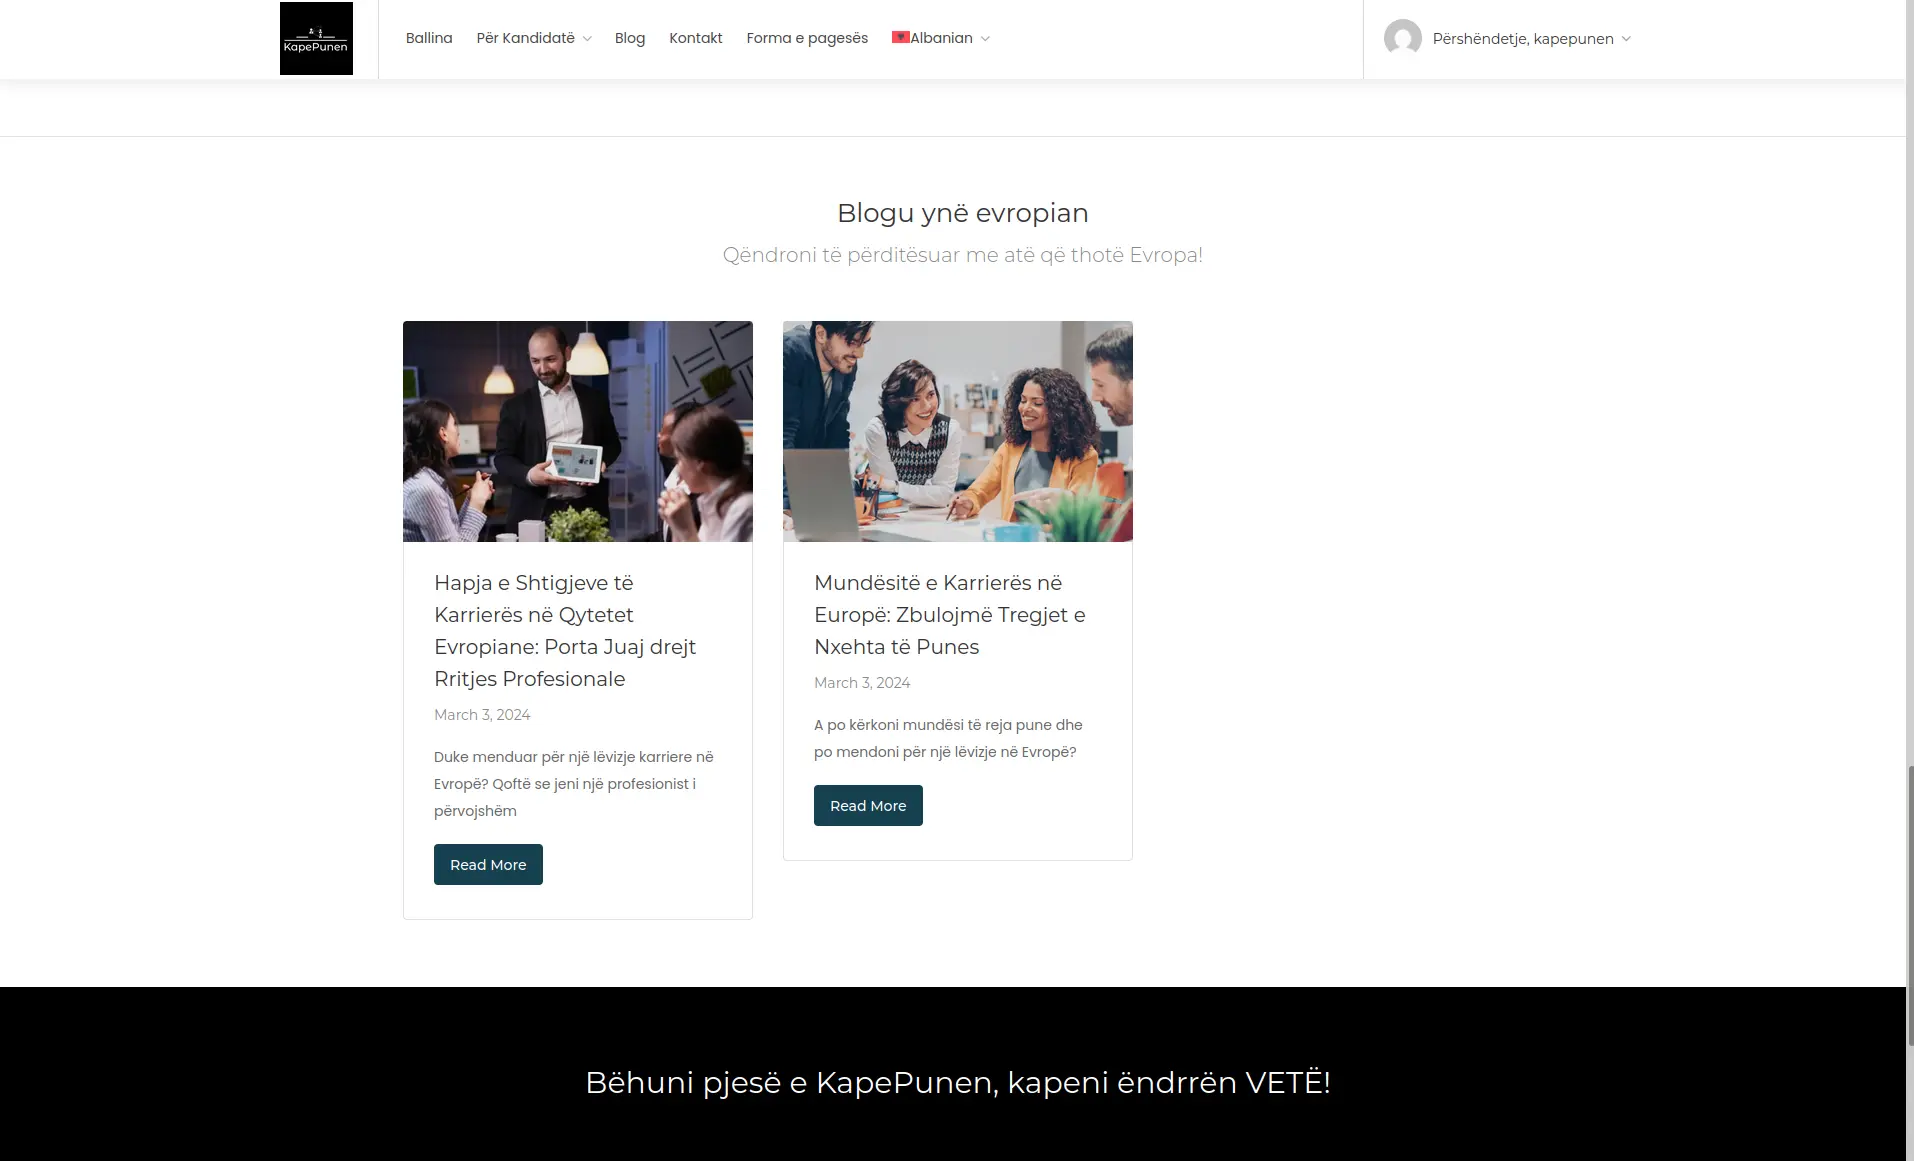 KapePunen
Ballina
Për Kandidatë
Blog
Kontakt
Forma e pagesës
Albanian
Përshëndetje, kapepunen
Blogu ynë evropian
Qëndroni të përditësuar me atë që thotë Evropa!
Hapja e Shtigjeve të
Karrierës në Qytetet
Evropiane: Porta Juaj drejt
Rritjes Profesionale
March 3, 2024
Duke menduar për një lëvizje karriere në
Evropë? Qoftë se jeni një profesionist i
përvojshëm
Read More
Mundësitë e Karrierës në
Europë: Zbulojmë Tregjet e
Nxehta të Punes
March 3, 2024
A po kërkoni mundësi të reja pune dhe
po mendoni për një lëvizje në Evropë?
Read More
Bëhuni pjesë e KapePunen, kapeni ëndrrën VETË!